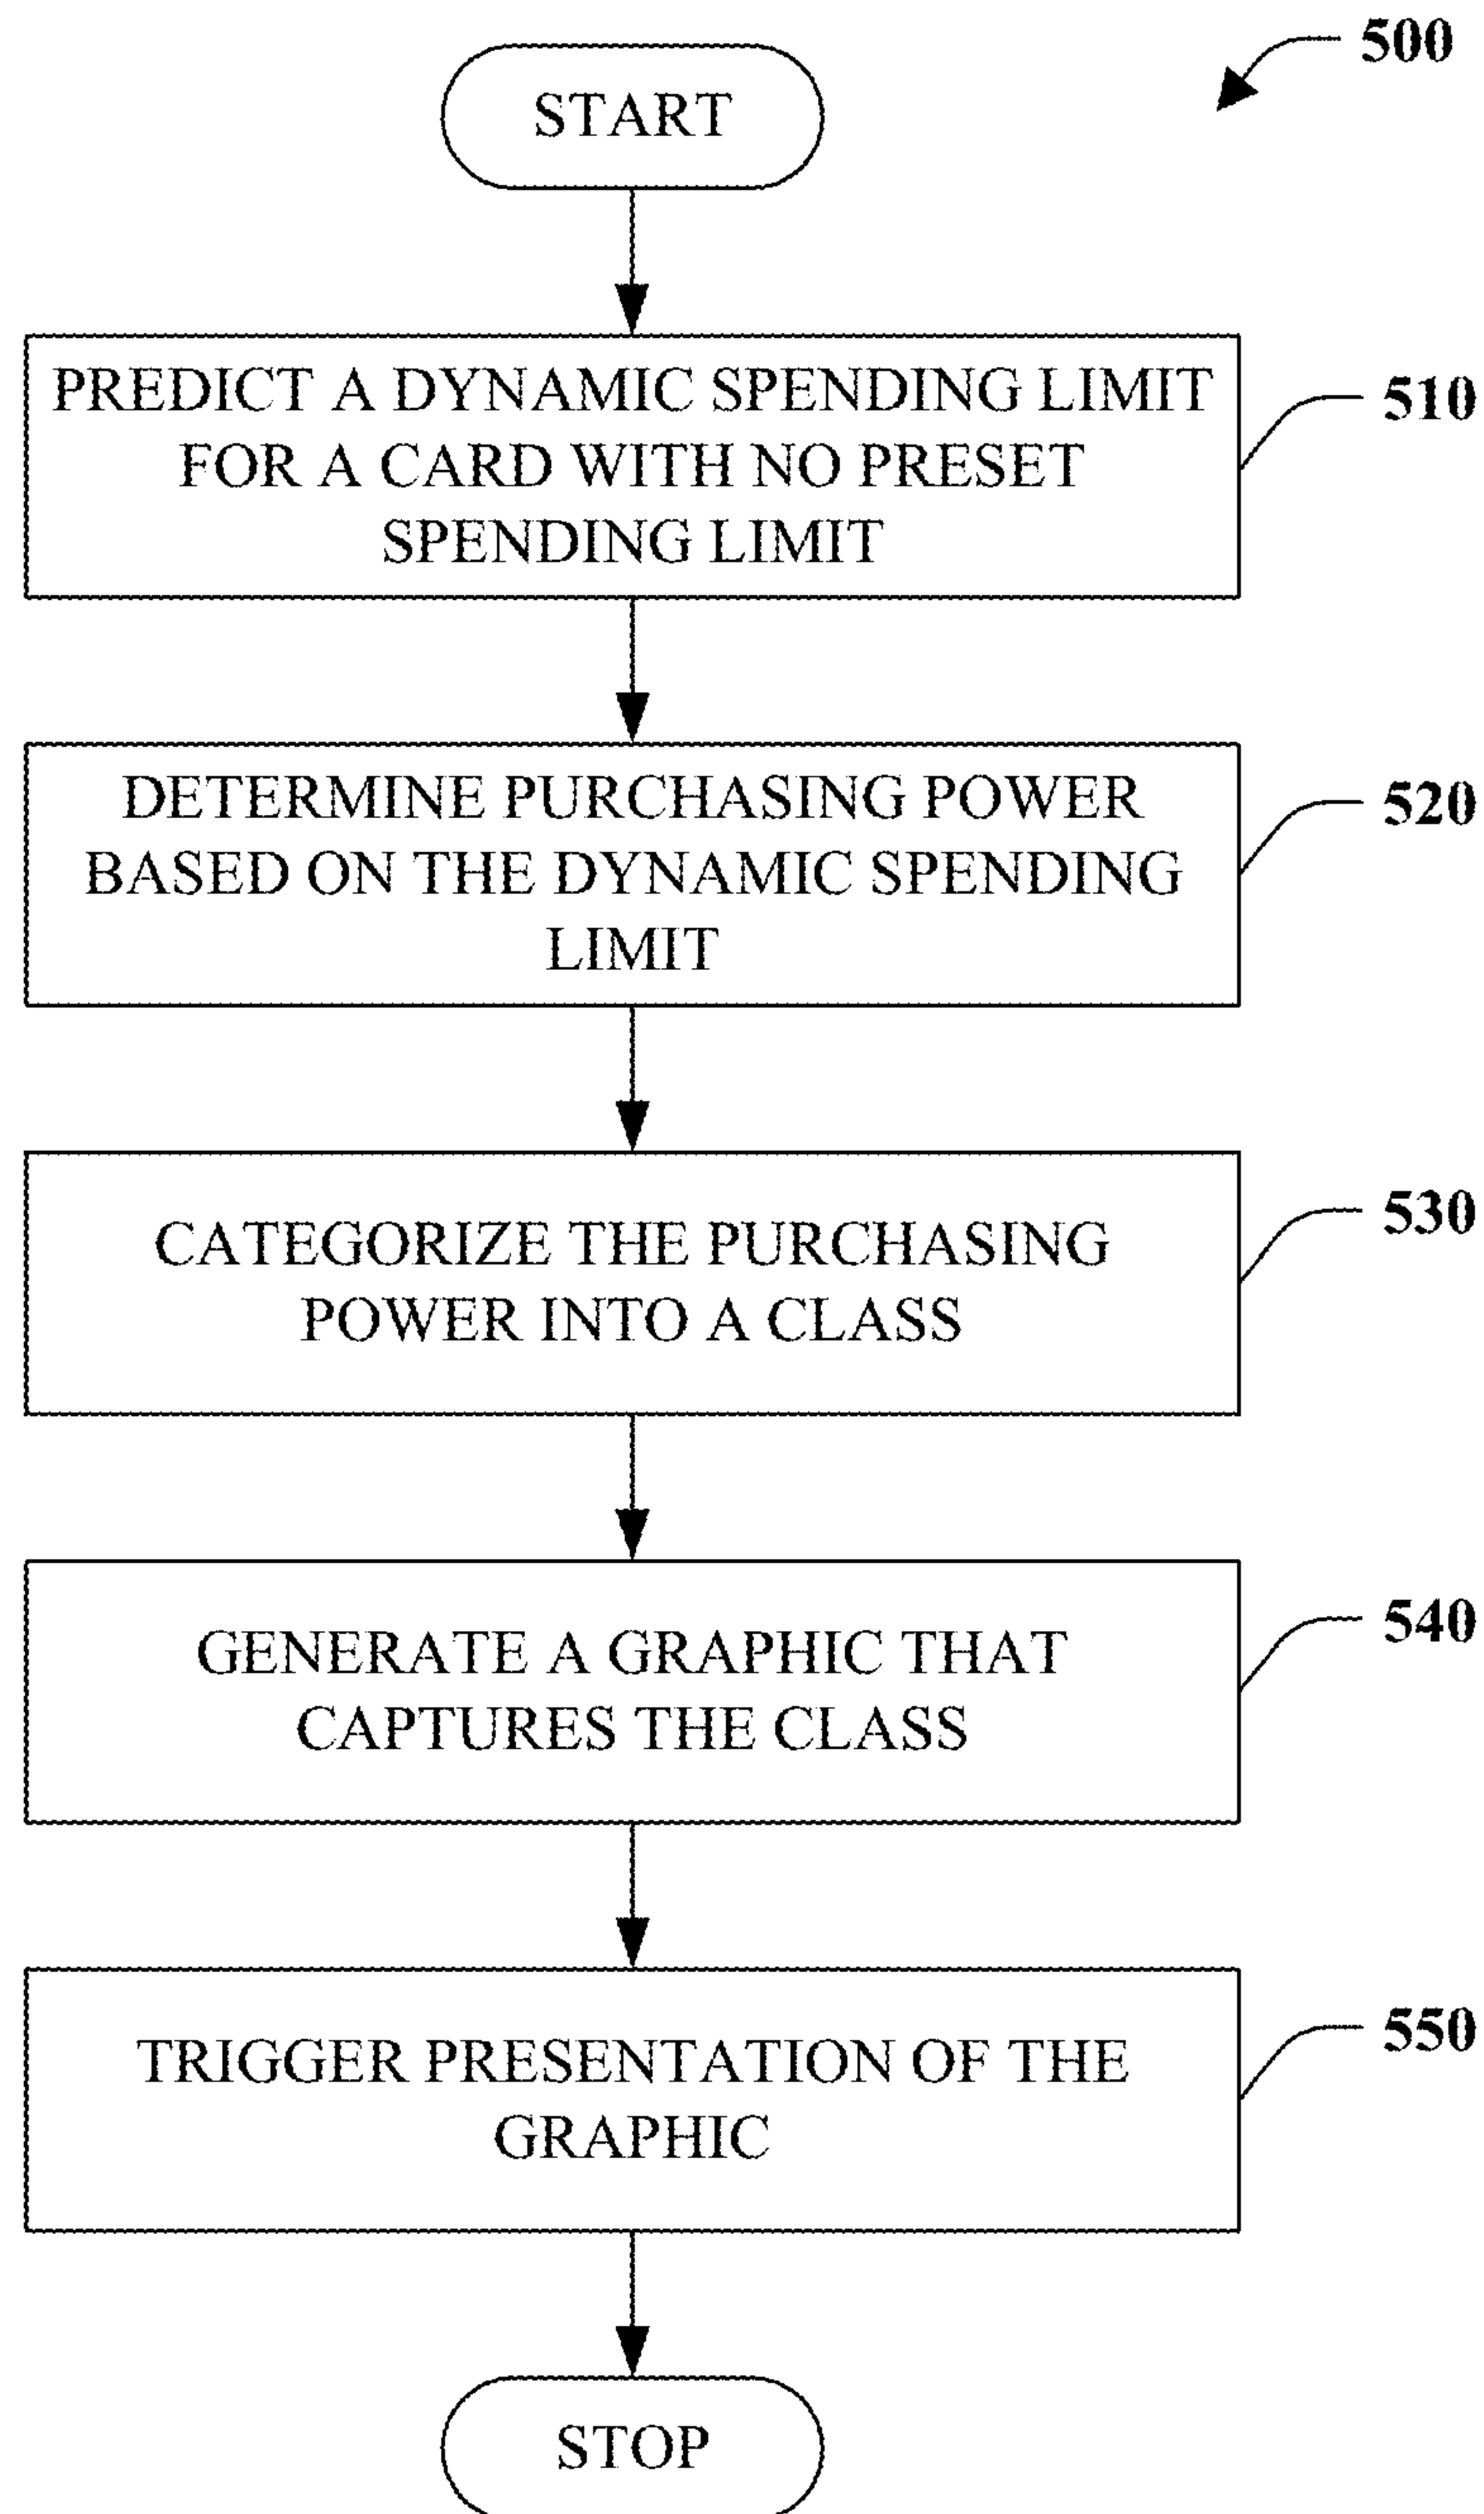 500
START
PREDICT A DYNAMIC SPENDING LIMIT
FOR A CARD WITH NO PRESET
SPENDING LIMIT
510
DETERMINE PURCHASING POWER
BASED ON THE DYNAMIC SPENDING
LIMIT
520
CATEGORIZE THE PURCHASING
POWER INTO A CLASS
530
GENERATE A GRAPHIC THAT
CAPTURES THE CLASS
540
TRIGGER PRESENTATION OF THE
GRAPHIC
550
STOP